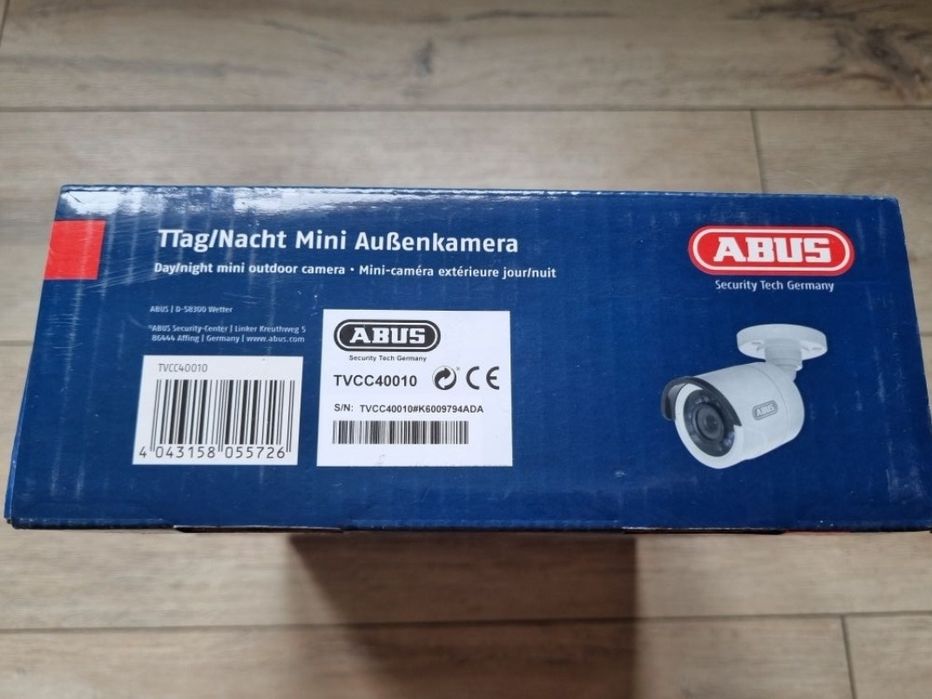 TTag/Nacht Mini Außenkamera
Day/night mini outdoor camera • Mini-caméra extérieure jour/nuit
ABUS
Security Tech Germany
ABUS | D-58300 Wetter
ABUS Security-Center | Linker Kreuthweg 5
86444 Affing | Germany | www.abus.com
TVCC40010
4 043158 055726
ABUS
Security Tech Germany
TVCC40010 CE
S/N: TVCC40010#K6009794ADA
ABUS